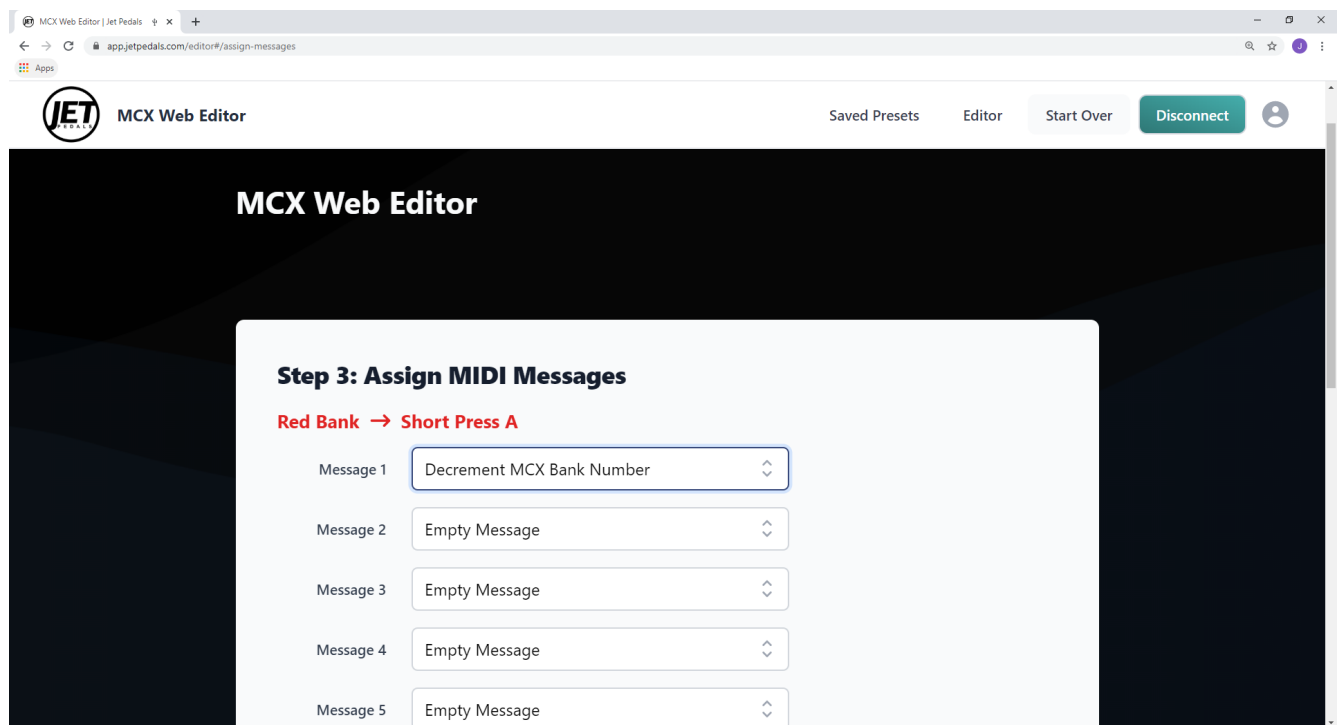 MCX Web Editor | Jet Pedals
app.jetpedals.com/editor#/assign-messages
J
Apps
JET
PEDALS
MCX Web Editor
Saved Presets
Editor
Start Over
Disconnect
MCX Web Editor
Step 3: Assign MIDI Messages
Red Bank → Short Press A
Message 1 Decrement MCX Bank Number
Message 2 Empty Message
Message 3 Empty Message
Message 4 Empty Message
Message 5 Empty Message